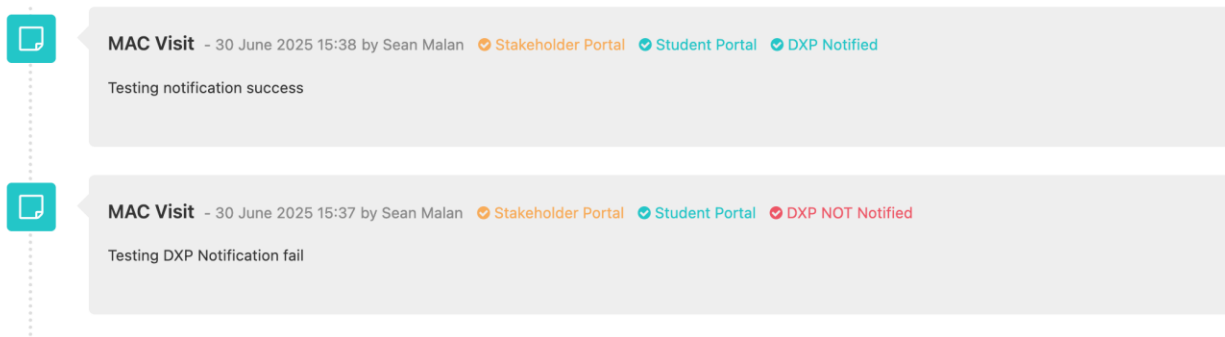 MAC Visit - 30 June 2025 15:38 by Sean Malan Stakeholder Portal Student Portal DXP Notified
Testing notification success
MAC Visit - 30 June 2025 15:37 by Sean Malan Stakeholder Portal Student Portal DXP NOT Notified
Testing DXP Notification fail